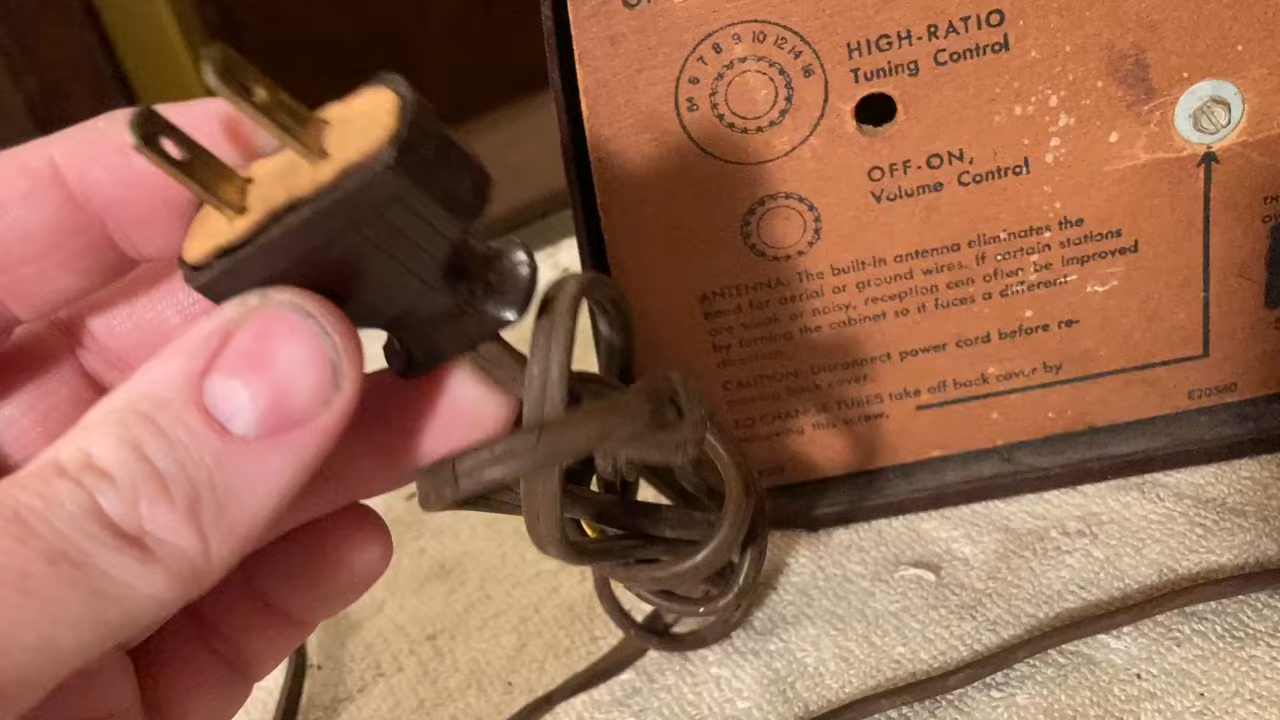 5½ 6 7 8 9 10 12 14 16
HIGH-RATIO
Tuning Control
OFF-ON,
Volume Control
ANTENNA: The built-in antenna eliminates the
need for aerial or ground wires. If certain stations
are weak or noisy, reception can often be improved
by turning the cabinet so it faces a different
direction.
CAUTION: Disconnect power cord before re-
moving back cover.
TO CHANGE TUBES take off back cover by
removing this screw.
E20560